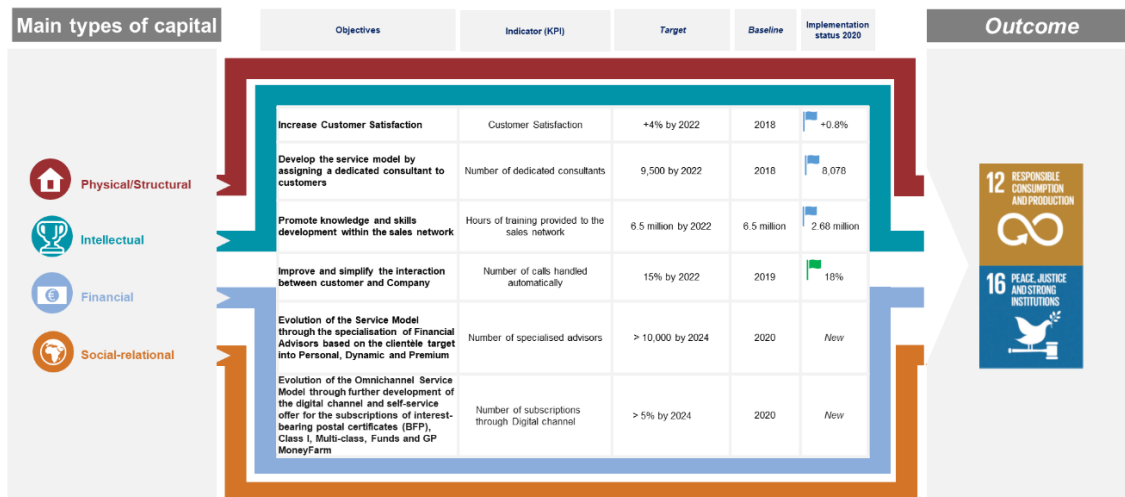 Main types of capital
Objectives
Indicator (KPI)
Target
Baseline
Implementation
status 2020
Outcome
Increase Customer Satisfaction
Customer Satisfaction
+4% by 2022
2018
+0.8%
Develop the service model by
assigning a dedicated consultant to
customers
Number of dedicated consultants
9,500 by 2022
2018
8,078
Promote knowledge and skills
development within the sales network
Hours of training provided to the
sales network
6.5 million by 2022
6.5 million
2.68 million
Improve and simplify the interaction
between customer and Company
Number of calls handled
automatically
15% by 2022
2019
18%
Evolution of the Service Model
through the specialisation of Financial
Advisors based on the clientèle target
into Personal, Dynamic and Premium
Number of specialised advisors
> 10,000 by 2024
2020
New
Evolution of the Omnichannel Service
Model through further development of
the digital channel and self-service
offer for the subscriptions of interest-
bearing postal certificates (BFP),
Class I, Multi-class, Funds and GP
MoneyFarm
Number of subscriptions
through Digital channel
> 5% by 2024
2020
New
Physical/Structural
Intellectual
Financial
Social-relational
12 RESPONSIBLE
CONSUMPTION
AND PRODUCTION
16 PEACE, JUSTICE
AND STRONG
INSTITUTIONS